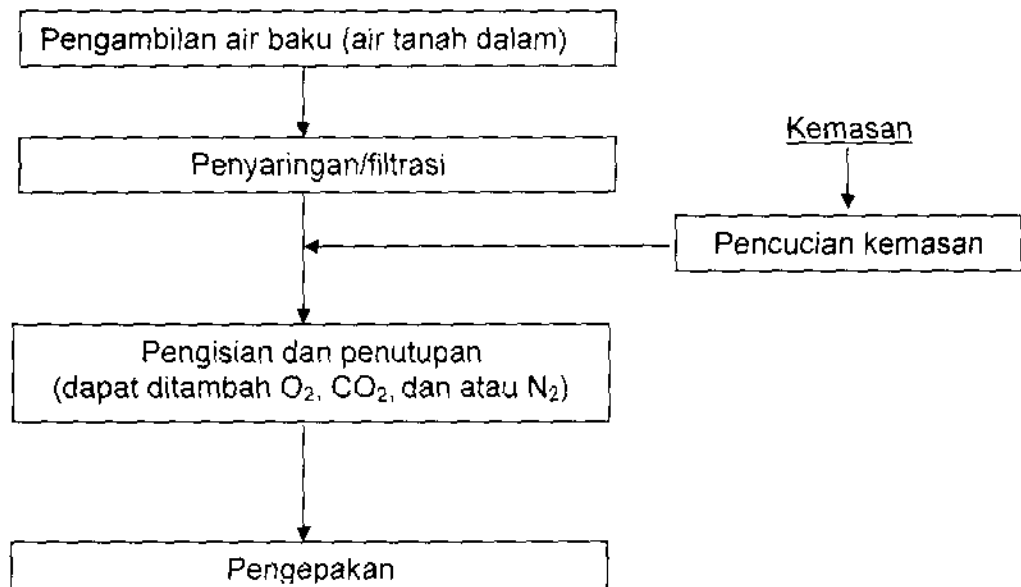 Pengambilan air baku (air tanah dalam)
Penyaringan/filtrasi
Kemasan
Pencucian kemasan
Pengisian dan penutupan
(dapat ditambah O₂, CO₂, dan atau N₂)
Pengepakan